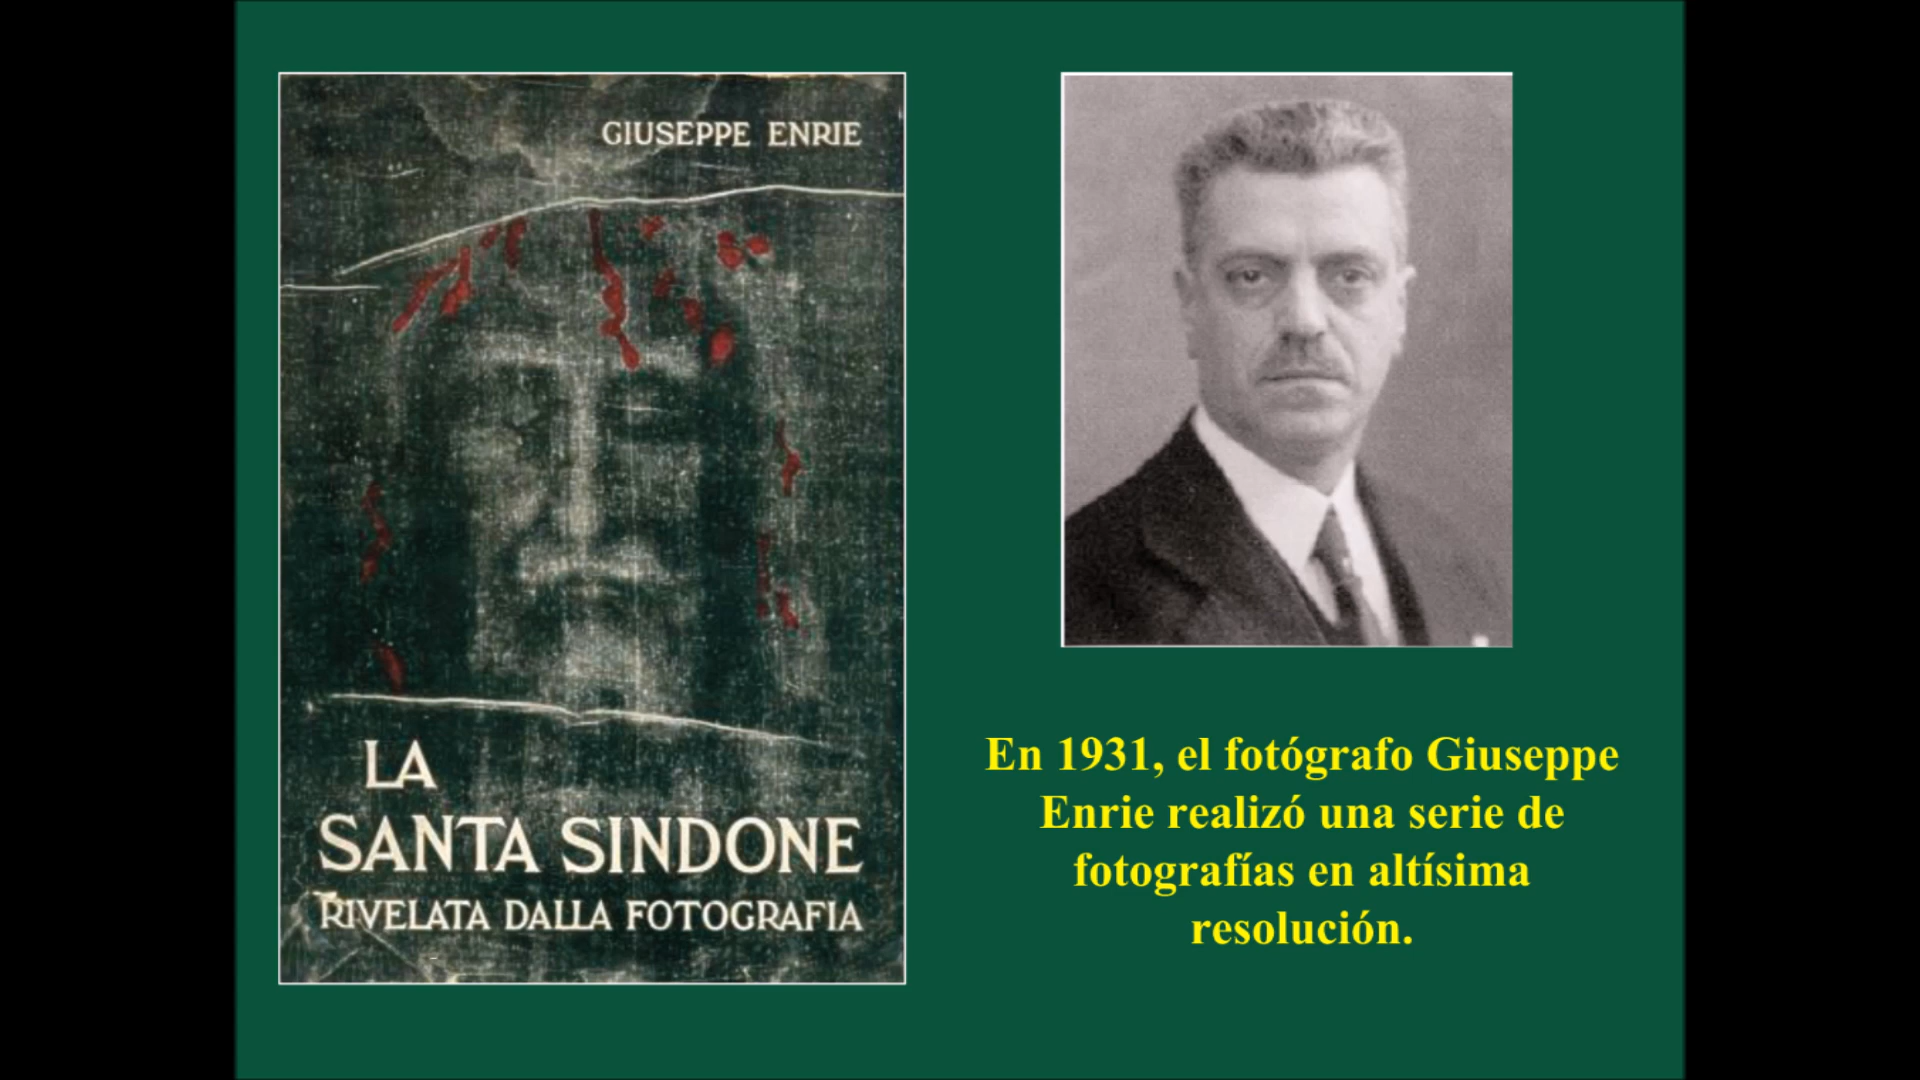 GIUSEPPE ENRIE
LA
SANTA SINDONE
RIVELATA DALLA FOTOGRAFIA
En 1931, el fotógrafo Giuseppe
Enrie realizó una serie de
fotografías en altísima
resolución.